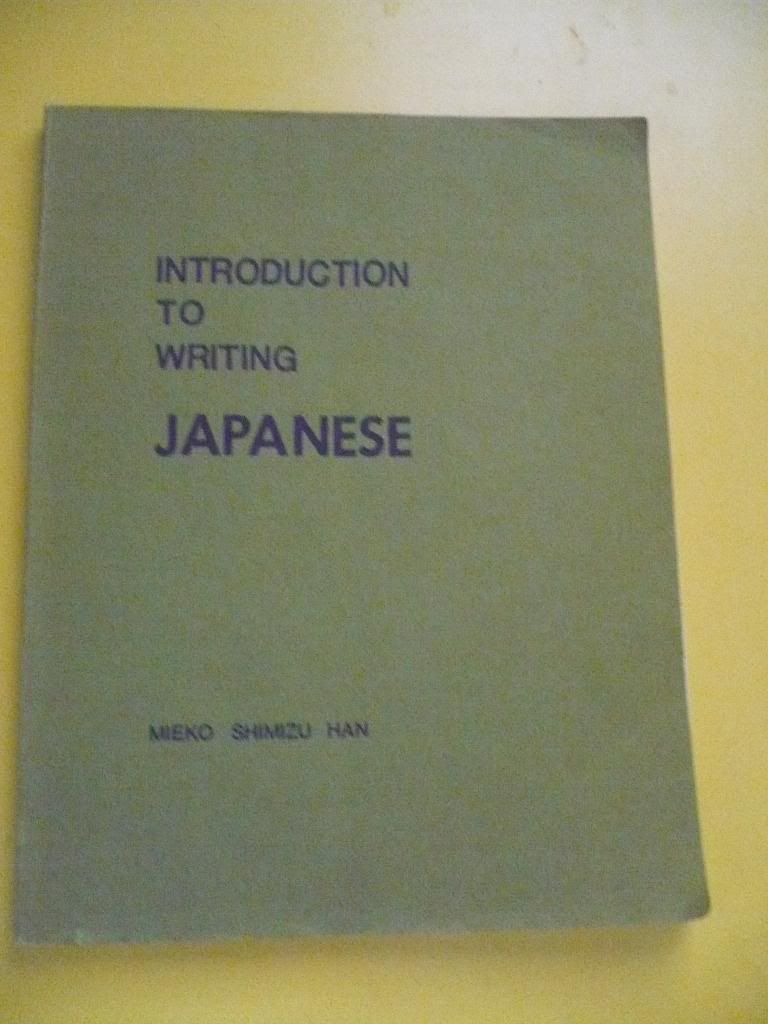 INTRODUCTION
TO
WRITING
JAPANESE
MIEKO SHIMIZU HAN